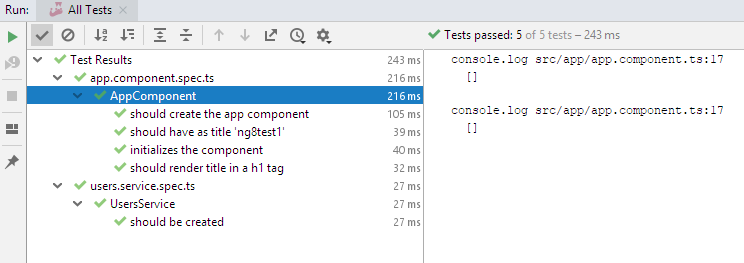 Run: All Tests
Tests passed: 5 of 5 tests – 243 ms
Test Results 243 ms
app.component.spec.ts 216 ms
AppComponent 216 ms
should create the app component 105 ms
should have as title 'ng8test1' 39 ms
initializes the component 40 ms
should render title in a h1 tag 32 ms
users.service.spec.ts 27 ms
UsersService 27 ms
should be created 27 ms
console.log src/app/app.component.ts:17
[]
console.log src/app/app.component.ts:17
[]